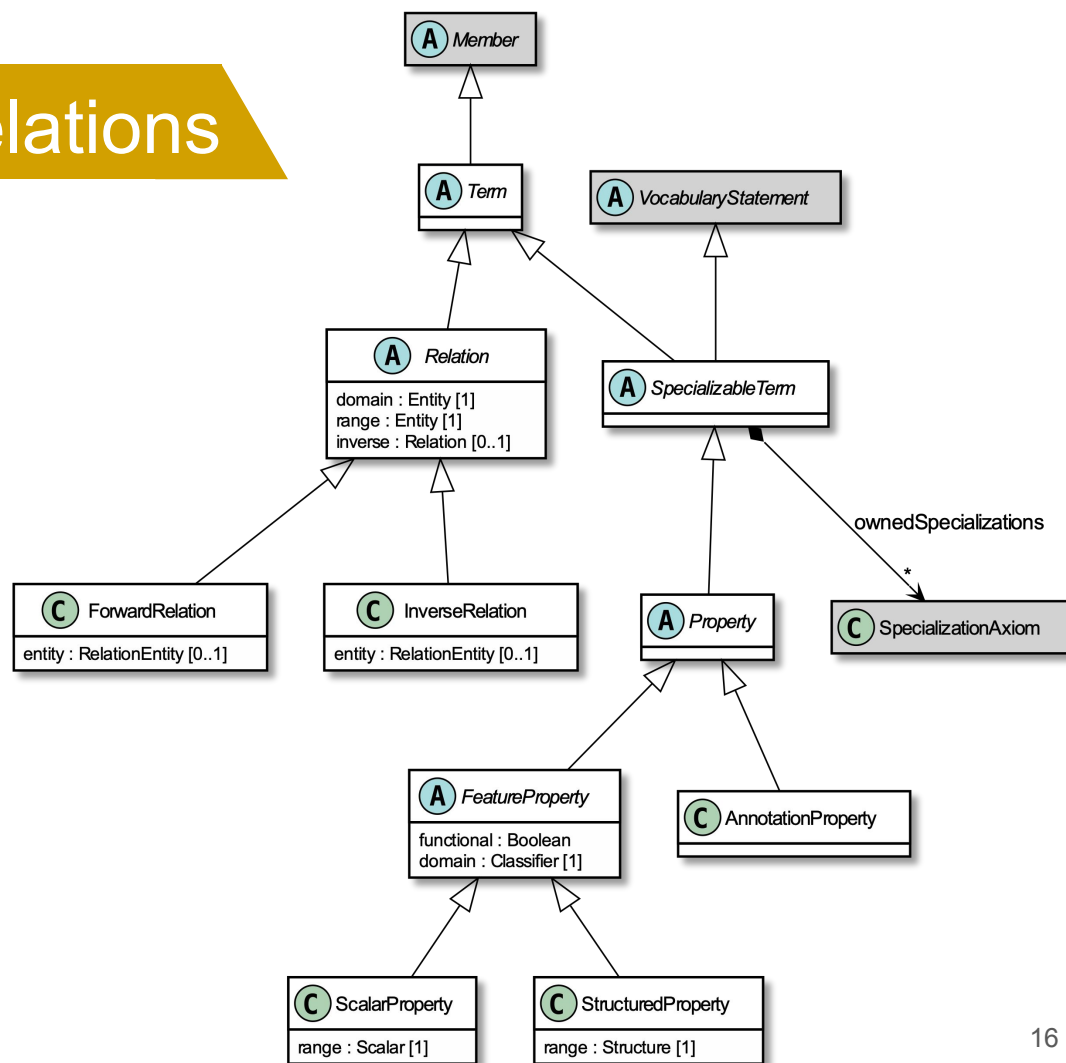 elations
A Member
A Term
A VocabularyStatement
A Relation
domain : Entity [1]
range : Entity [1]
inverse : Relation [0..1]
A SpecializableTerm
ownedSpecializations
*
C ForwardRelation
entity : RelationEntity [0..1]
C InverseRelation
entity : RelationEntity [0..1]
A Property
C SpecializationAxiom
A FeatureProperty
functional : Boolean
domain : Classifier [1]
C AnnotationProperty
C ScalarProperty
range : Scalar [1]
C StructuredProperty
range : Structure [1]
16